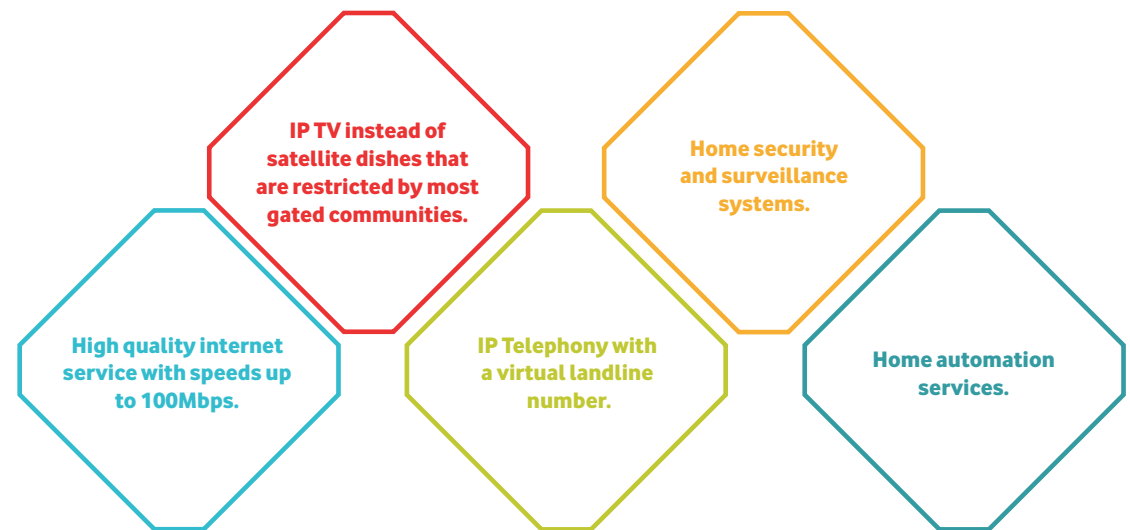 IP TV instead of
satellite dishes that
are restricted by most
gated communities.
Home security
and surveillance
systems.
High quality internet
service with speeds up
to 100Mbps.
IP Telephony with
a virtual landline
number.
Home automation
services.